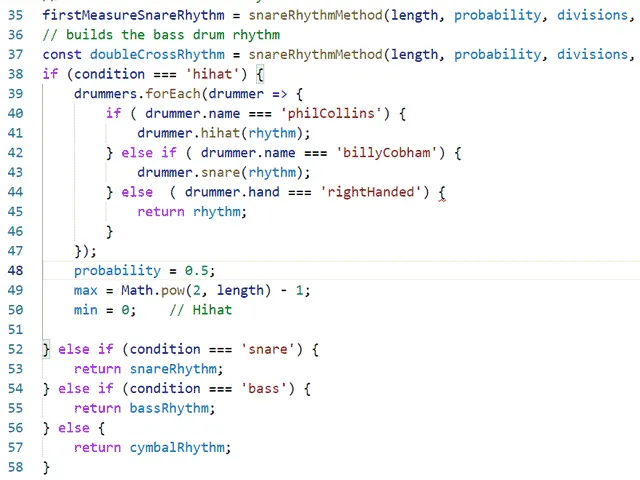 35 firstMeasureSnareRhythm = snareRhythmMethod(length, probability, divisions,
36 // builds the bass drum rhythm
37 const doubleCrossRhythm = snareRhythmMethod(length, probability, divisions,
38 if (condition === 'hihat') {
39     drummers.forEach(drummer => {
40         if ( drummer.name === 'philCollins') {
41             drummer.hihat(rhythm);
42         } else if ( drummer.name === 'billyCobham') {
43             drummer.snare(rhythm);
44         } else  ( drummer.hand === 'rightHanded') {
45             return rhythm;
46         }
47     });
48     probability = 0.5;
49     max = Math.pow(2, length) - 1;
50     min = 0;    // Hihat
51
52 } else if (condition === 'snare') {
53     return snareRhythm;
54 } else if (condition === 'bass') {
55     return bassRhythm;
56 } else {
57     return cymbalRhythm;
58 }